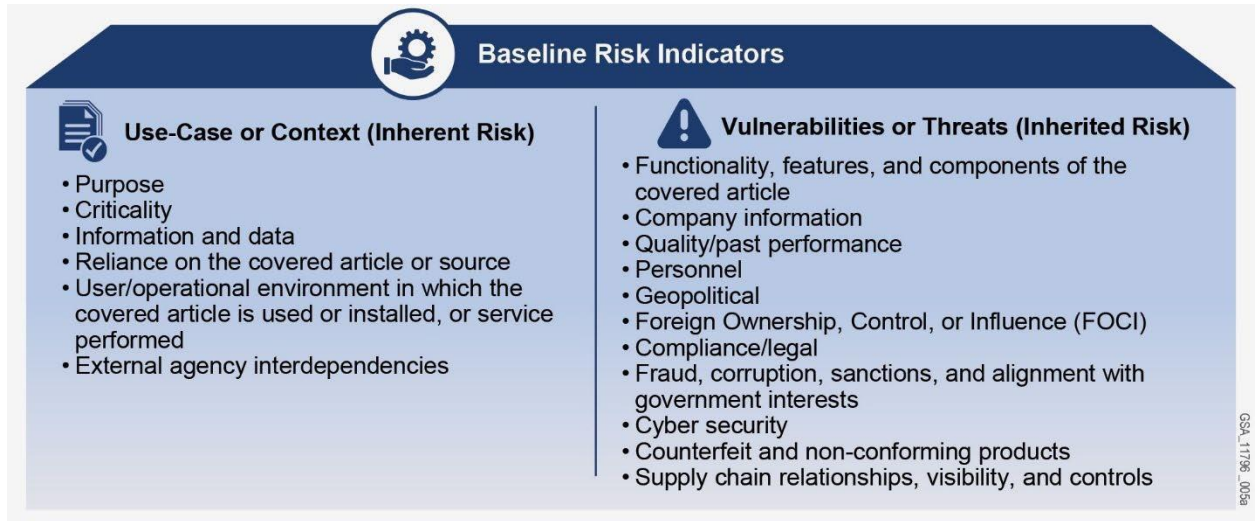 Baseline Risk Indicators
Use-Case or Context (Inherent Risk)
• Purpose
• Criticality
• Information and data
• Reliance on the covered article or source
• User/operational environment in which the
covered article is used or installed, or service
performed
• External agency interdependencies
Vulnerabilities or Threats (Inherited Risk)
• Functionality, features, and components of the
covered article
• Company information
• Quality/past performance
• Personnel
• Geopolitical
• Foreign Ownership, Control, or Influence (FOCI)
• Compliance/legal
• Fraud, corruption, sanctions, and alignment with
government interests
• Cyber security
• Counterfeit and non-conforming products
• Supply chain relationships, visibility, and controls
GSA_11796_005a